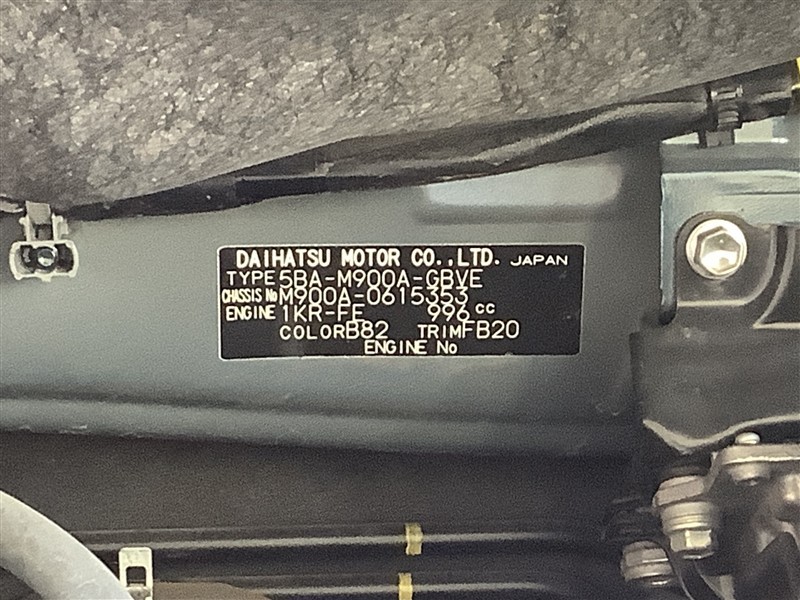 DAIHATSU MOTOR CO.,LTD. JAPAN
TYPE 5BA-M900A-GBVE
CHASSIS No M900A-0615353
ENGINE 1KR-FE 996 cc
COLOR B82 TRIM FB20
ENGINE No